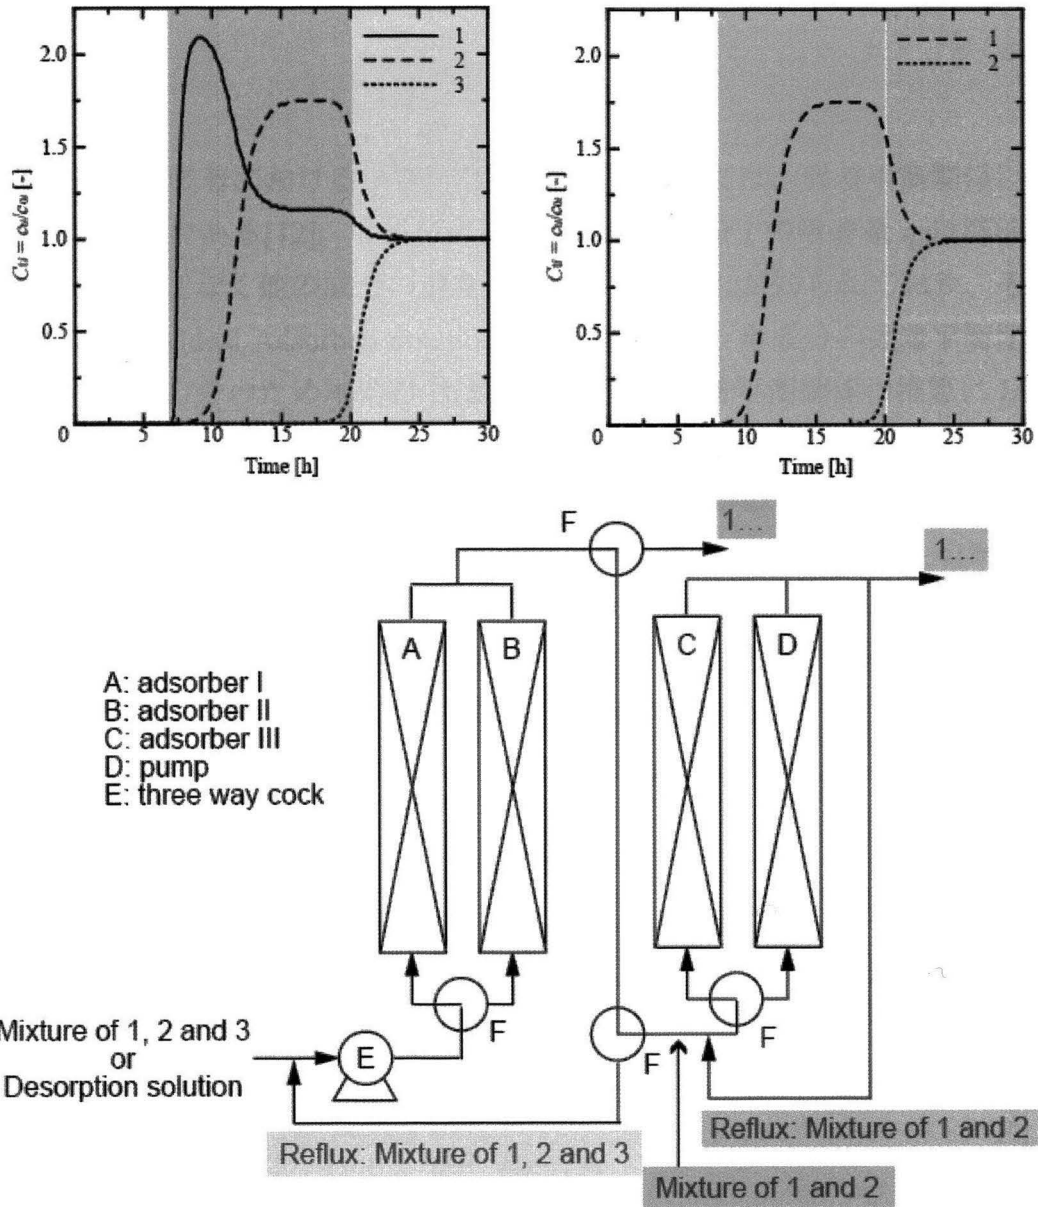 2.0
1.5
1.0
0.5
0
5
10
15
20
25
30
Time [h]
1
2
3
2.0
1.5
1.0
0.5
0
5
10
15
20
25
30
Time [h]
1
2
F
1...
1...
A
B
C
D
A: adsorber I
B: adsorber II
C: adsorber III
D: pump
E: three way cock
Mixture of 1, 2 and 3
or
Desorption solution
E
F
F
F
Reflux: Mixture of 1, 2 and 3
Reflux: Mixture of 1 and 2
Mixture of 1 and 2